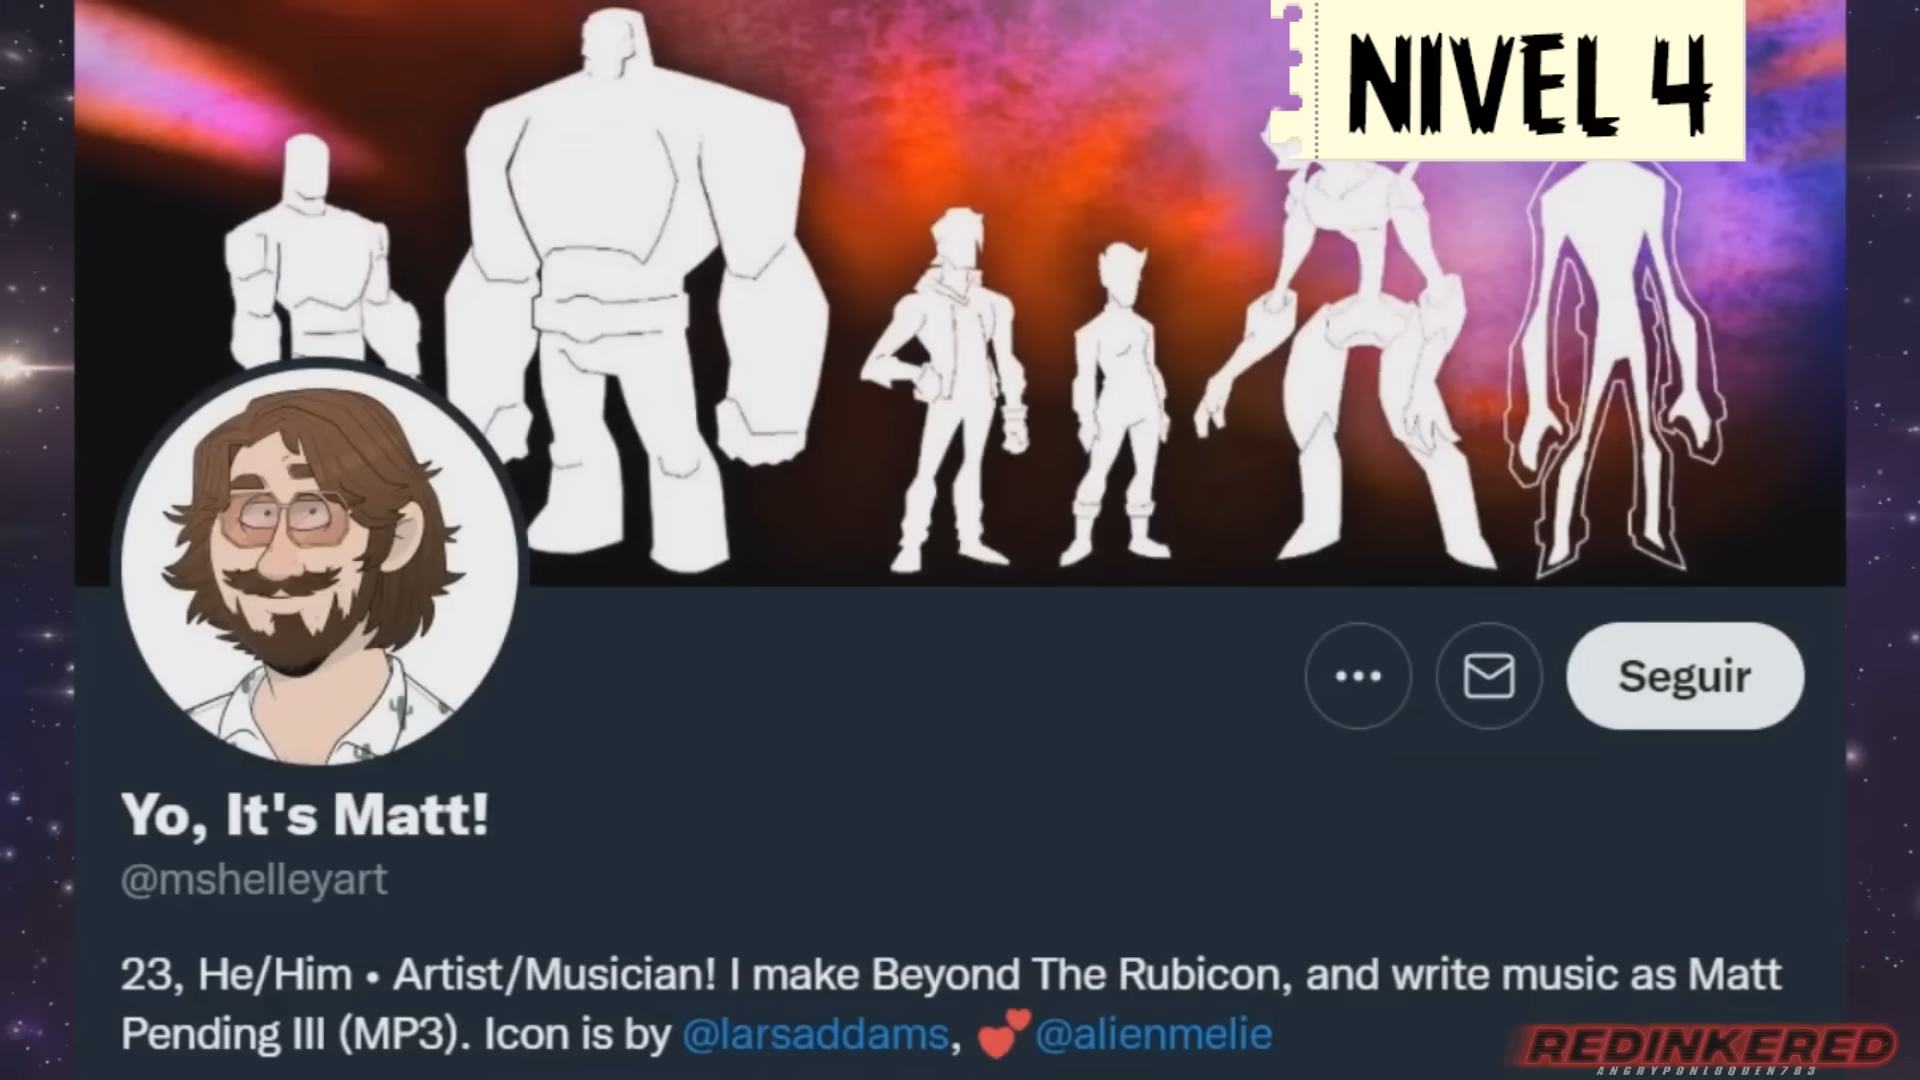 NIVEL 4
Seguir
Yo, It's Matt!
@mshelleyart
23, He/Him • Artist/Musician! I make Beyond The Rubicon, and write music as Matt
Pending III (MP3). Icon is by @larsaddams, 💕@alienmelie
REDINKERED
ANGRYPONLOQUEN783